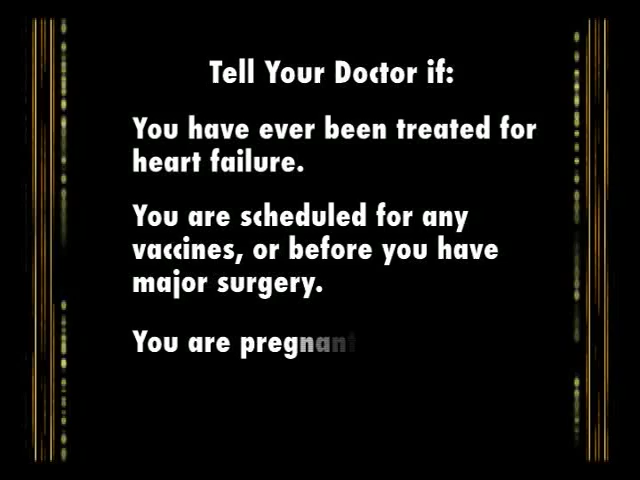 Tell Your Doctor if:
You have ever been treated for
heart failure.
You are scheduled for any
vaccines, or before you have
major surgery.
You are pregnant